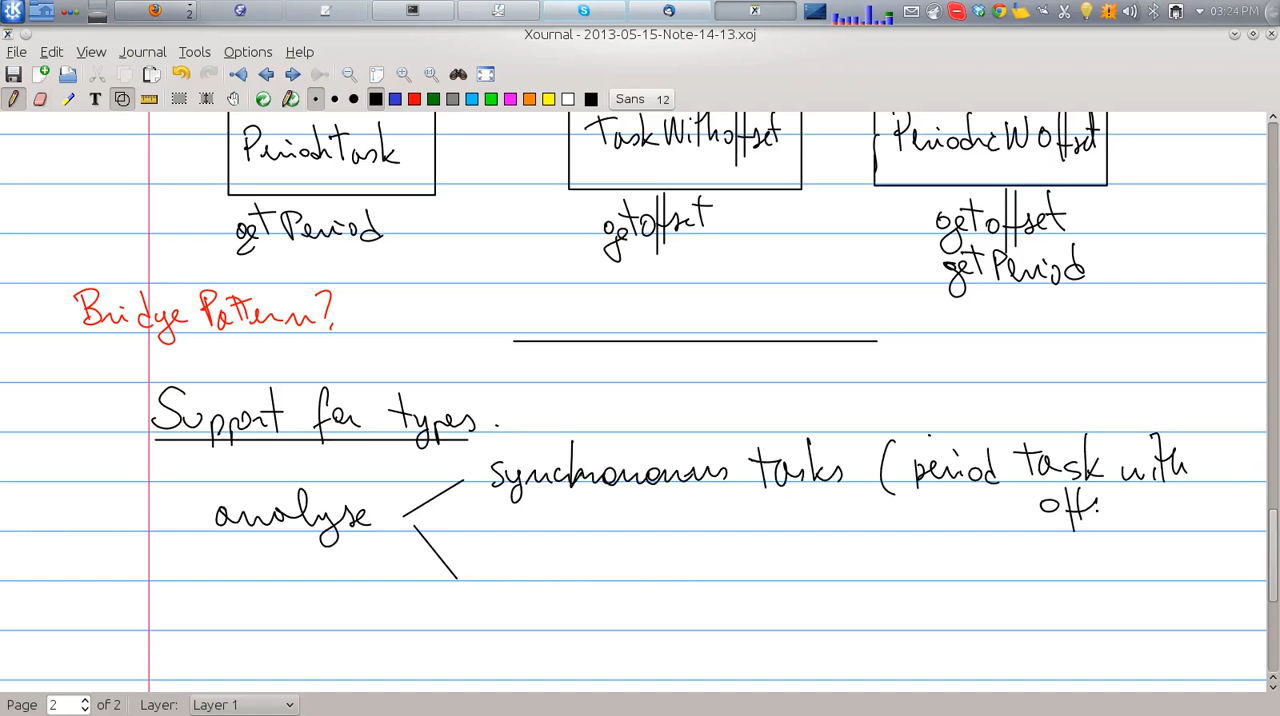 2
03:24 PM
Xournal - 2013-05-15-Note-14-13.xoj
File Edit View Journal Tools Options Help
Sans 12
PeriodiTask TaskWithoffset PeriodicWOffset
getPeriod getOffset getoffset
getPeriod
Bridge Pattern?
Support for types.
synchronous tasks (period task with
off
analyse
Page 2 of 2 Layer: Layer 1